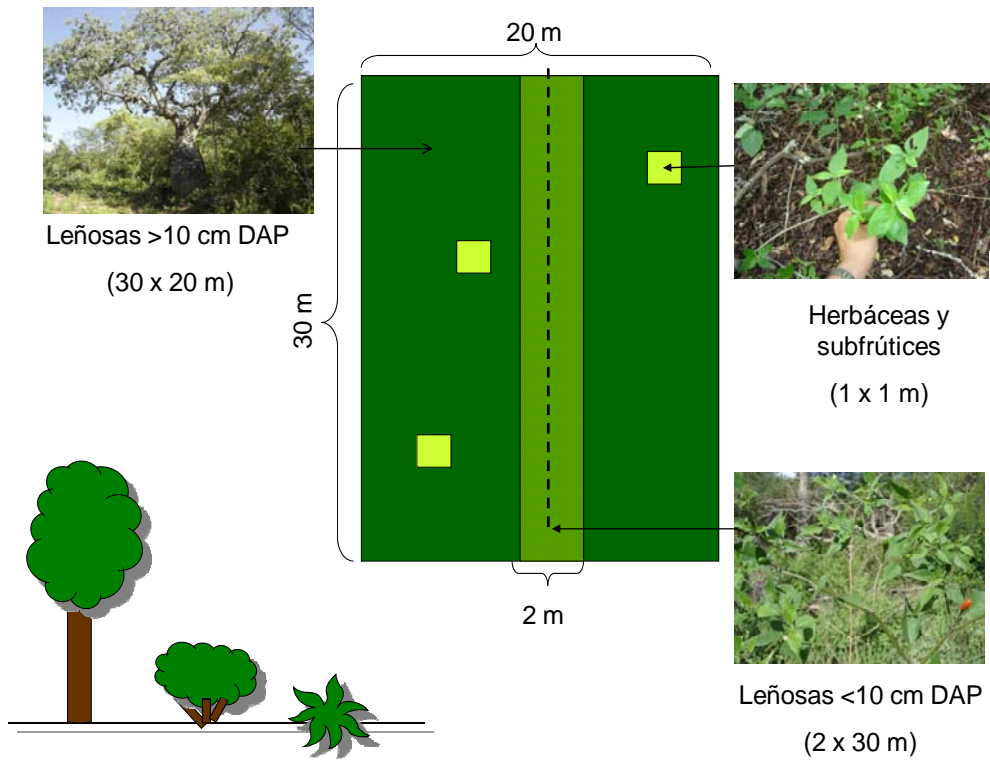 20 m
Leñosas >10 cm DAP
(30 x 20 m)
30 m
Herbáceas y
subfrútices
(1 x 1 m)
2 m
Leñosas <10 cm DAP
(2 x 30 m)